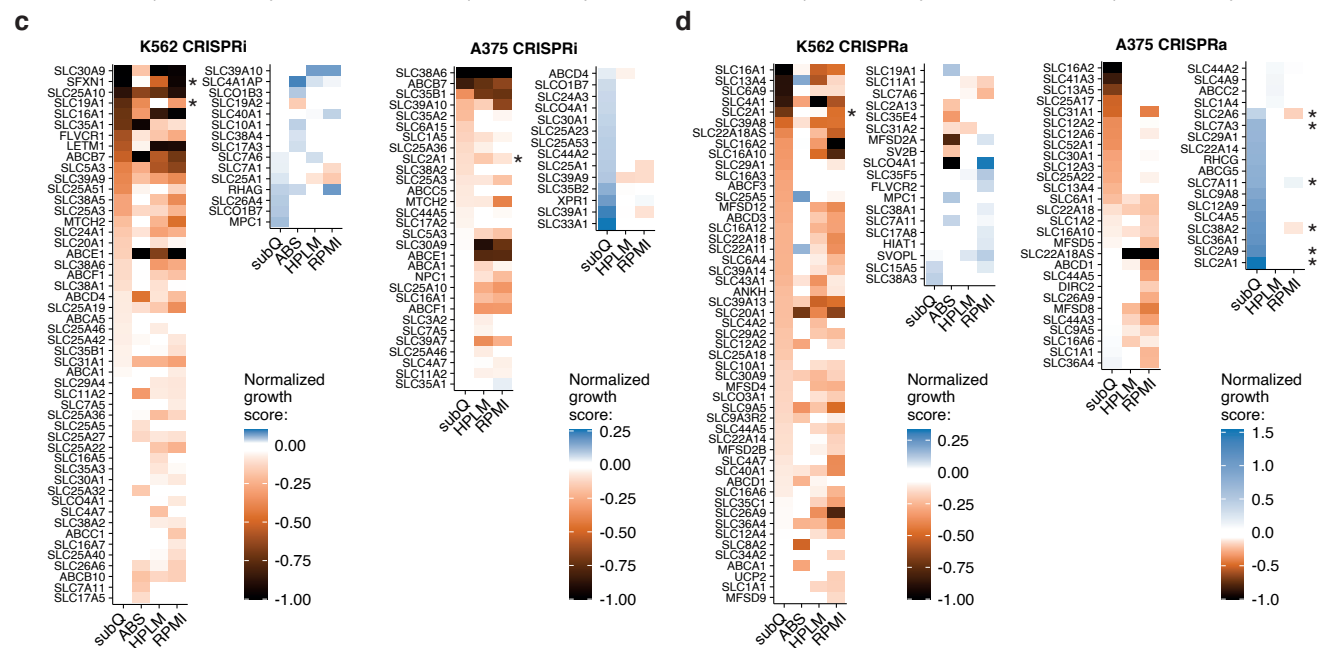 c
K562 CRISPRi
SLC30A9
SFXN1
*
SLC25A10
SLC19A1
*
SLC16A1
SLC35A1
FLVCR1
LETM1
ABCB7
SLC5A3
SLC39A9
SLC25A51
SLC38A5
SLC25A3
MTCH2
SLC24A1
SLC20A1
ABCE1
SLC38A6
ABCF1
SLC38A1
ABCD4
SLC25A19
ABCA5
SLC25A46
SLC25A42
SLC35B1
SLC31A1
ABCA1
SLC29A4
SLC11A2
SLC7A5
SLC25A36
SLC25A5
SLC25A27
SLC25A22
SLC16A5
SLC35A3
SLC30A1
SLC25A32
SLCO4A1
SLC4A7
SLC38A2
ABCC1
SLC16A7
SLC25A40
SLC26A6
ABCB10
SLC7A11
SLC17A5
subQ
ABS
HPLM
RPMI
SLC39A10
SLC4A1AP
SLCO1B3
SLC19A2
SLC40A1
SLC10A1
SLC38A4
SLC17A3
SLC7A6
SLC7A1
SLC25A1
RHAG
SLC26A4
SLCO1B7
MPC1
subQ
ABS
HPLM
RPMI
Normalized
growth
score:
0.00
-0.25
-0.50
-0.75
-1.00
A375 CRISPRi
SLC38A6
ABCB7
SLC35B1
SLC39A10
SLC35A2
SLC6A15
SLC1A5
SLC25A36
SLC2A1
*
SLC38A2
SLC25A3
ABCC5
MTCH2
SLC44A5
SLC17A2
SLC5A3
SLC30A9
ABCE1
ABCA1
NPC1
SLC25A10
SLC16A1
ABCF1
SLC3A2
SLC7A5
SLC39A7
SLC25A46
SLC4A7
SLC11A2
SLC35A1
subQ
HPLM
RPMI
ABCD4
SLCO1B7
SLC24A3
SLCO4A1
SLC30A1
SLC25A23
SLC25A53
SLC44A2
SLC25A1
SLC39A9
SLC35B2
XPR1
SLC39A1
SLC33A1
subQ
HPLM
RPMI
Normalized
growth
score:
0.25
0.00
-0.25
-0.50
-0.75
-1.00
d
K562 CRISPRa
SLC16A1
SLC13A4
SLC6A9
SLC4A1
SLC2A1
*
SLC39A8
SLC22A18AS
SLC16A2
SLC16A10
SLC29A1
SLC16A3
ABCF3
SLC25A5
MFSD12
ABCD3
SLC16A12
SLC22A18
SLC22A11
SLC6A4
SLC39A14
SLC43A1
ANKH
SLC39A13
SLC20A1
SLC4A2
SLC29A2
SLC12A2
SLC25A18
SLC10A1
SLC30A9
MFSD4
SLCO3A1
SLC9A5
SLC9A3R2
SLC44A5
SLC22A14
MFSD2B
SLC4A7
SLC40A1
ABCD1
SLC16A6
SLC35C1
SLC26A9
SLC36A4
SLC12A4
SLC8A2
SLC34A2
ABCA1
UCP2
SLC1A1
MFSD9
subQ
ABS
HPLM
RPMI
SLC19A1
SLC11A1
SLC7A6
SLC2A13
SLC35E4
SLC31A2
MFSD2A
SV2B
SLCO4A1
SLC35F5
FLVCR2
MPC1
SLC38A1
SLC7A11
SLC17A8
HIAT1
SVOPL
SLC15A5
SLC38A3
subQ
ABS
HPLM
RPMI
Normalized
growth
score:
0.25
0.00
-0.25
-0.50
-0.75
-1.00
A375 CRISPRa
SLC16A2
SLC41A3
SLC13A5
SLC25A17
SLC31A1
SLC12A2
SLC12A6
SLC52A1
SLC30A1
SLC12A3
SLC25A22
SLC13A4
SLC6A1
SLC22A18
SLC1A2
SLC16A10
MFSD5
SLC22A18AS
ABCD1
SLC44A5
DIRC2
SLC26A9
MFSD8
SLC44A3
SLC9A5
SLC16A6
SLC1A1
SLC36A4
subQ
HPLM
RPMI
SLC44A2
SLC4A9
ABCC2
SLC1A4
SLC2A6
*
SLC7A3
*
SLC29A1
SLC22A14
RHCG
ABCG5
SLC7A11
*
SLC9A8
SLC12A9
SLC4A5
SLC38A2
*
SLC36A1
SLC2A9
*
SLC2A1
*
subQ
HPLM
RPMI
Normalized
growth
score:
1.5
1.0
0.5
0.0
-0.5
-1.0